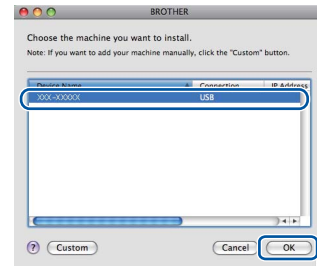 BROTHER
Choose the machine you want to install.
Note: If you want to add your machine manually, click the "Custom" button.
Device Name Connection IP Address
XXX-XXXXX USB
? Custom Cancel OK